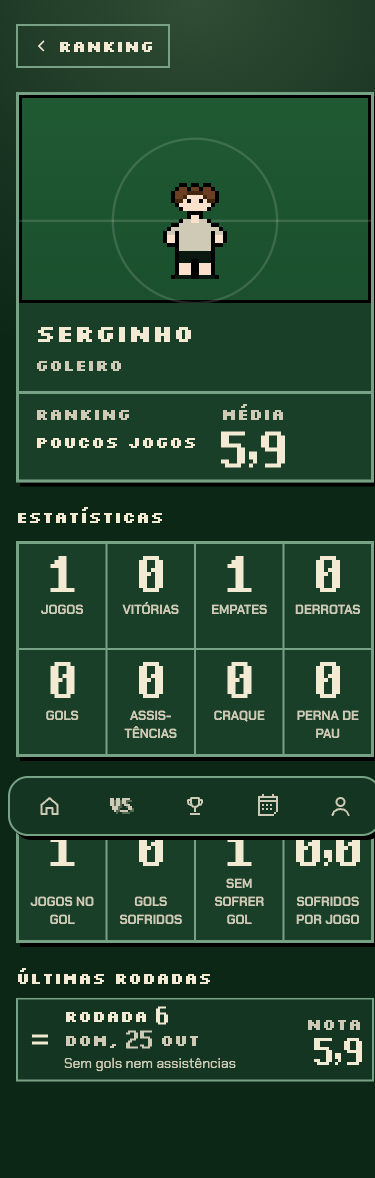 RANKING
SERGINHO
GOLEIRO
RANKING MÉDIA
POUCOS JOGOS 5,9
ESTATÍSTICAS
1 0 1 0
JOGOS VITÓRIAS EMPATES DERROTAS
0 0 0 0
GOLS ASSIS- CRAQUE PERNA DE
TÊNCIAS PAU
VS
1 0 1 0,0
JOGOS NO GOLS SEM SOFRIDOS
GOL SOFRIDOS SOFRER POR JOGO
GOL
ÚLTIMAS RODADAS
= RODADA 6 NOTA
DOM, 25 OUT 5,9
Sem gols nem assistências